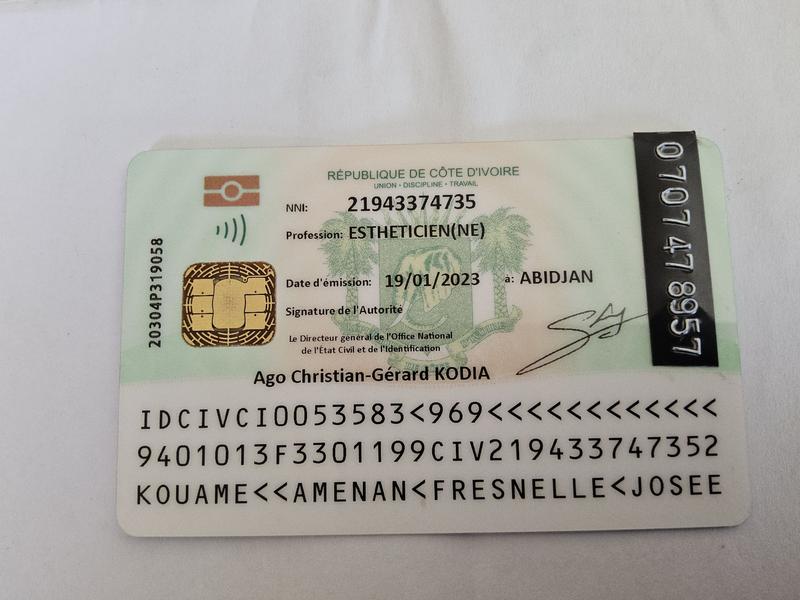 RÉPUBLIQUE DE CÔTE D'IVOIRE
UNION • DISCIPLINE • TRAVAIL
NNI: 21943374735
Profession: ESTHETICIEN(NE)
Date d'émission: 19/01/2023 à: ABIDJAN
Signature de l'Autorité
Le Directeur général de l'Office National
de l'État Civil et de l'Identification
Ago Christian-Gérard KODIA
20304P319058
0707478957
IDCIVCI0053583<969<<<<<<<<<<<<
9401013F3301199CIV219433747352
KOUAME<<AMENAN<FRESNELLE<JOSEE